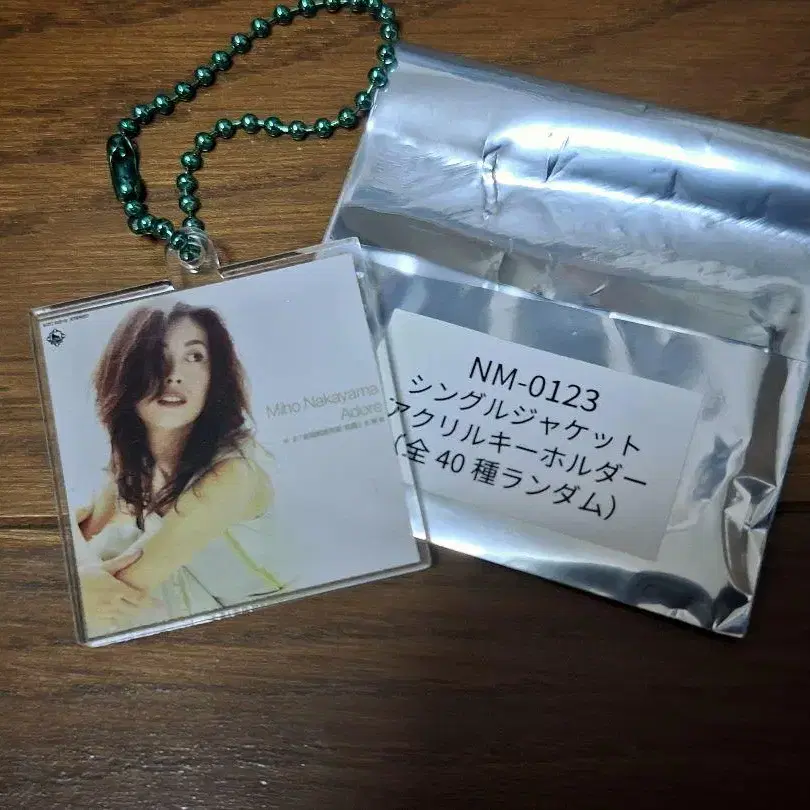 Miho Nakayama
Adore
NM-0123
シングルジャケット
アクリルキーホルダー
(全40種ランダム)